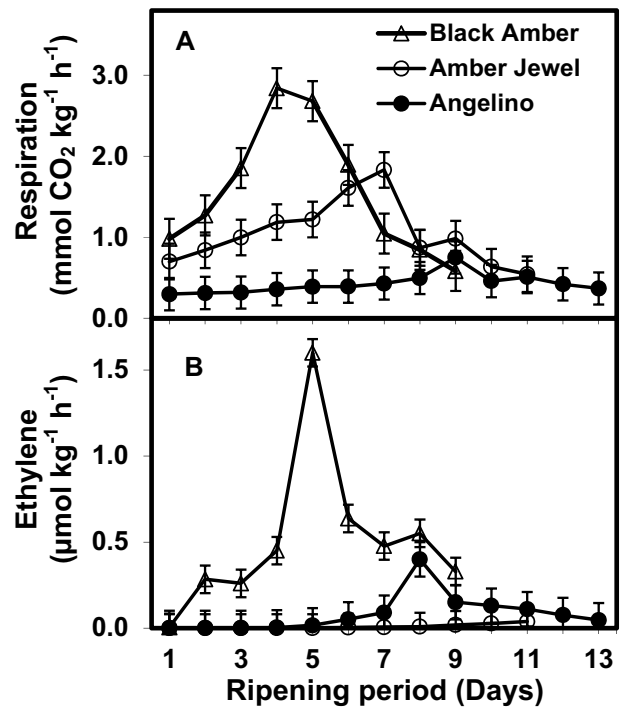 A
Black Amber
Amber Jewel
Angelino
Respiration
(mmol CO₂ kg⁻¹ h⁻¹)
3.0
2.0
1.0
0.0
B
Ethylene
(µmol kg⁻¹ h⁻¹)
1.5
1.0
0.5
0.0
1 3 5 7 9 11 13
Ripening period (Days)